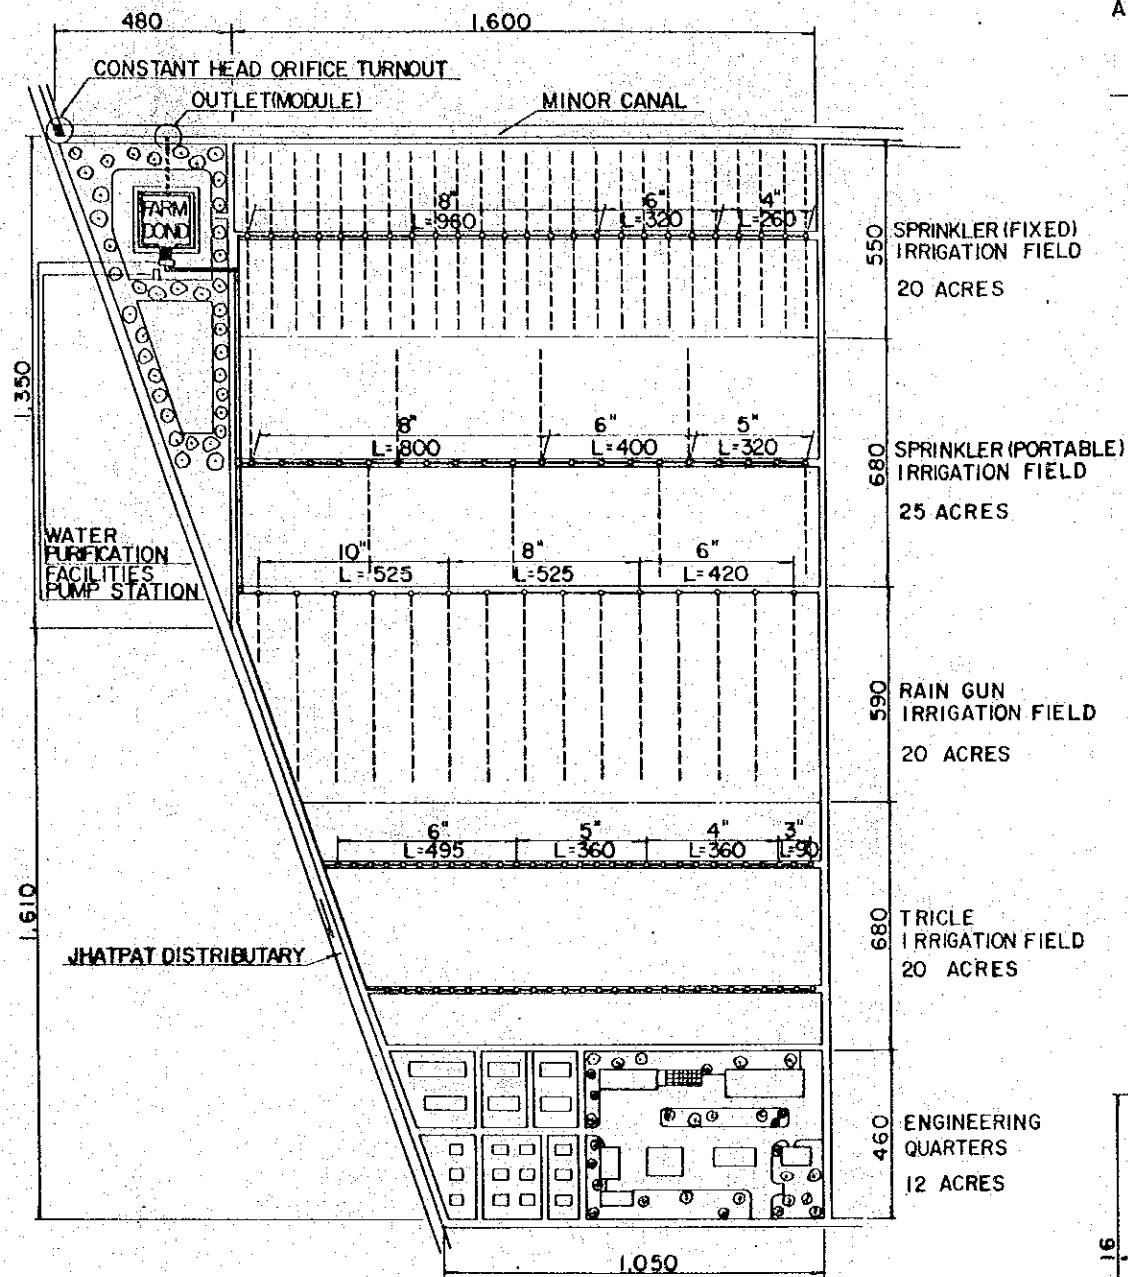 A
480
1,600
CONSTANT HEAD ORIFICE TURNOUT
OUTLET(MODULE)
MINOR CANAL
FARM
POND
8"
L=960
6"
L=320
4"
L=260
550
SPRINKLER (FIXED)
IRRIGATION FIELD
20 ACRES
1,350
8"
L=800
6"
L=400
5"
L=320
680
SPRINKLER (PORTABLE)
IRRIGATION FIELD
25 ACRES
WATER
PURIFICATION
FACILITIES
PUMP STATION
10"
L=525
8"
L=525
6"
L=420
590
RAIN GUN
IRRIGATION FIELD
20 ACRES
6"
L=495
5"
L=360
4"
L=360
3"
L=90
1,610
JHATPAT DISTRIBUTARY
680
TRICLE
IRRIGATION FIELD
20 ACRES
460
ENGINEERING
QUARTERS
12 ACRES
16
1,050